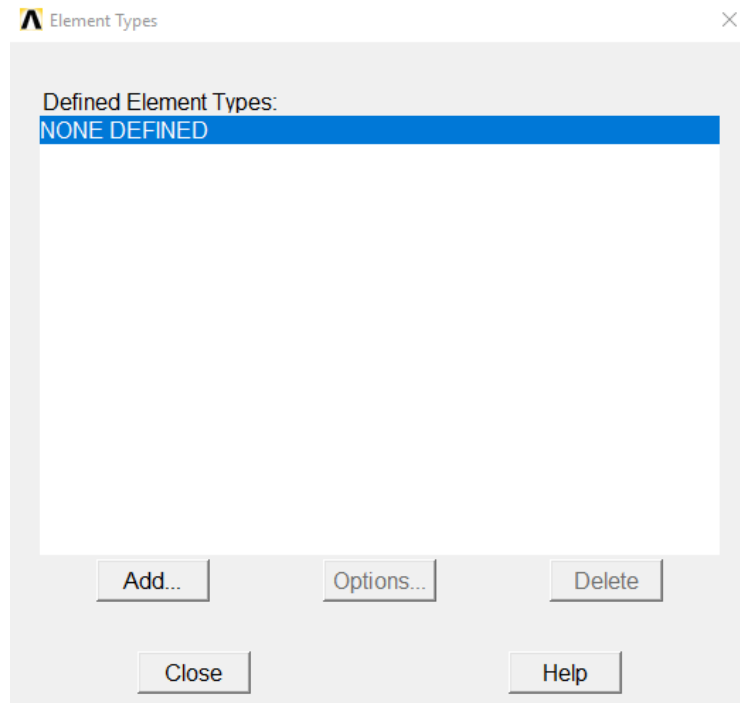 Element Types
Defined Element Types:
NONE DEFINED
Add... Options... Delete
Close Help